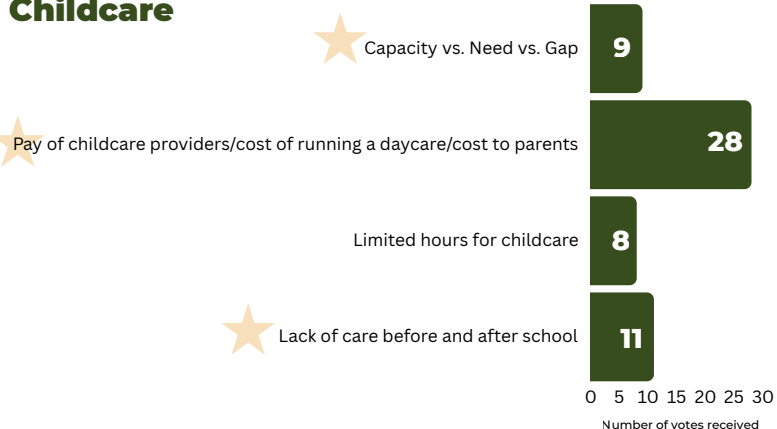 Childcare
Capacity vs. Need vs. Gap
9
Pay of childcare providers/cost of running a daycare/cost to parents
28
Limited hours for childcare
8
Lack of care before and after school
11
0 5 10 15 20 25 30
Number of votes received